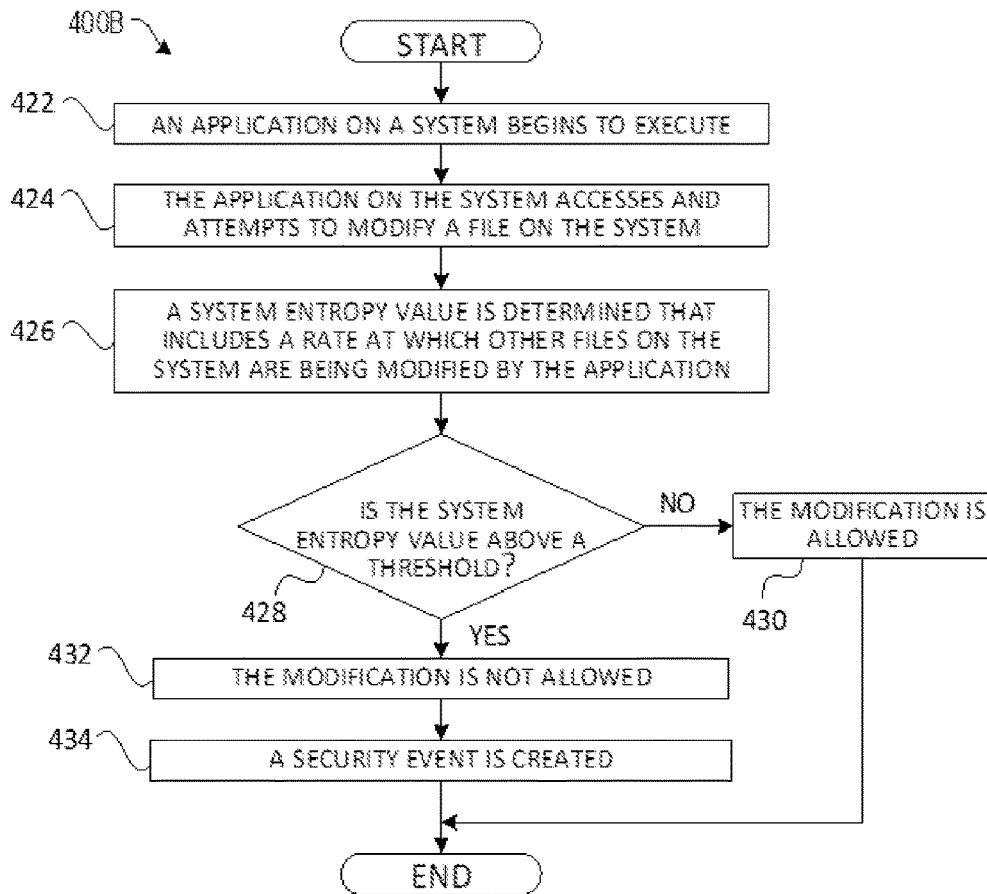 400B
START
422
AN APPLICATION ON A SYSTEM BEGINS TO EXECUTE
424
THE APPLICATION ON THE SYSTEM ACCESSES AND
ATTEMPTS TO MODIFY A FILE ON THE SYSTEM
426
A SYSTEM ENTROPY VALUE IS DETERMINED THAT
INCLUDES A RATE AT WHICH OTHER FILES ON THE
SYSTEM ARE BEING MODIFIED BY THE APPLICATION
IS THE SYSTEM
ENTROPY VALUE ABOVE A
THRESHOLD?
428
NO
THE MODIFICATION IS
ALLOWED
430
YES
432
THE MODIFICATION IS NOT ALLOWED
434
A SECURITY EVENT IS CREATED
END